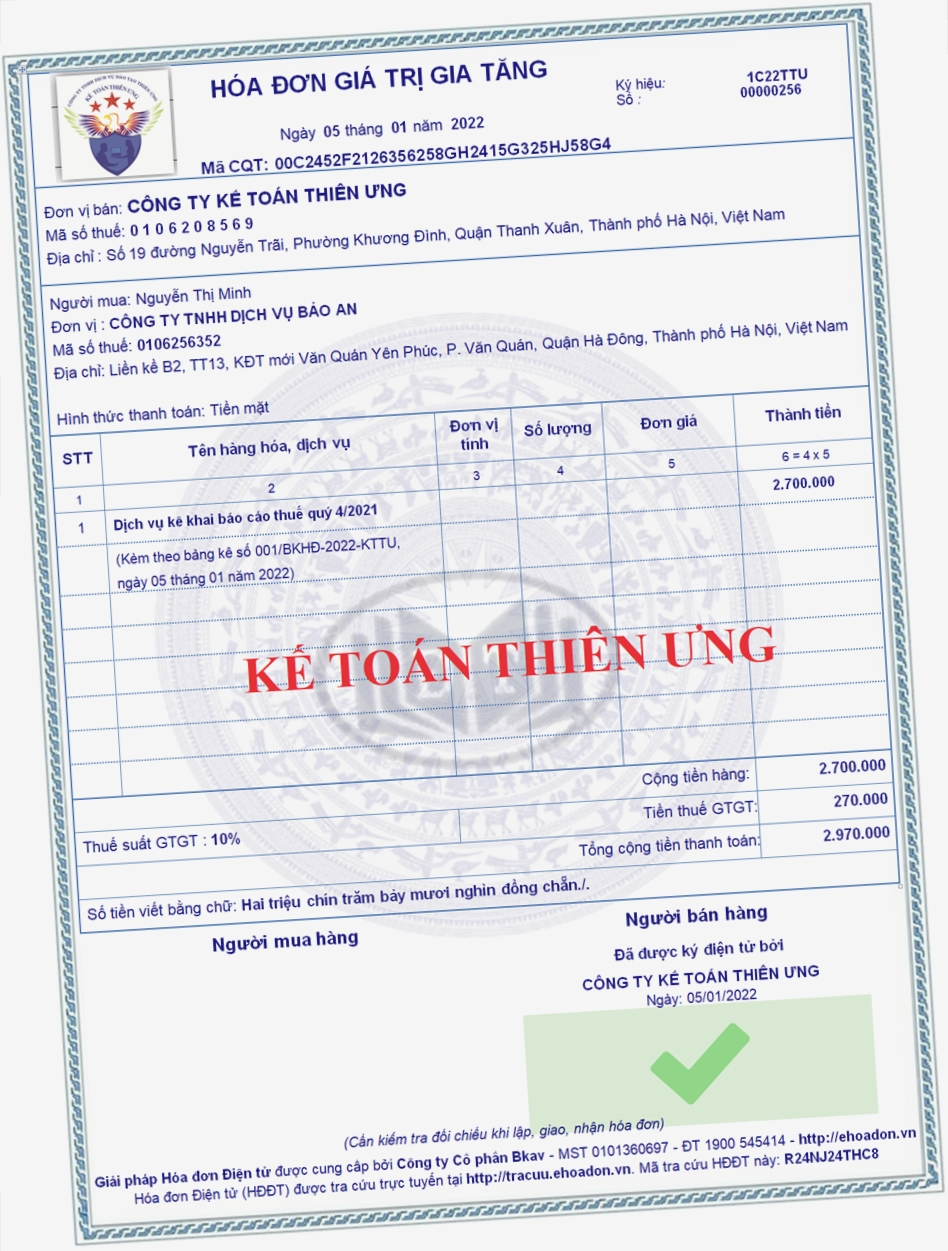 CÔNG TY TNHH DỊCH VỤ ĐÀO TẠO THIÊN ƯNG
KẾ TOÁN THIÊN ƯNG
HÓA ĐƠN GIÁ TRỊ GIA TĂNG
Ký hiệu: 1C22TTU
Số : 00000256
Ngày 05 tháng 01 năm 2022
Mã CQT: 00C2452F2126356258GH2415G325HJ58G4
Đơn vị bán: CÔNG TY KẾ TOÁN THIÊN ƯNG
Mã số thuế: 0 1 0 6 2 0 8 5 6 9
Địa chỉ : Số 19 đường Nguyễn Trãi, Phường Khương Đình, Quận Thanh Xuân, Thành phố Hà Nội, Việt Nam
Người mua: Nguyễn Thị Minh
Đơn vị : CÔNG TY TNHH DỊCH VỤ BẢO AN
Mã số thuế: 0106256352
Địa chỉ: Liền kề B2, TT13, KĐT mới Văn Quán Yên Phúc, P. Văn Quán, Quận Hà Đông, Thành phố Hà Nội, Việt Nam
Hình thức thanh toán: Tiền mặt
STT Tên hàng hóa, dịch vụ Đơn vị tính Số lượng Đơn giá Thành tiền
1 2 3 4 5 6 = 4 x 5
1 Dịch vụ kê khai báo cáo thuế quý 4/2021 2.700.000
(Kèm theo bảng kê số 001/BKHĐ-2022-KTTU,
ngày 05 tháng 01 năm 2022)
KẾ TOÁN THIÊN ƯNG
Cộng tiền hàng: 2.700.000
Thuế suất GTGT : 10% Tiền thuế GTGT: 270.000
Tổng cộng tiền thanh toán: 2.970.000
Số tiền viết bằng chữ: Hai triệu chín trăm bảy mươi nghìn đồng chẵn./.
Người mua hàng Người bán hàng
Đã được ký điện tử bởi
CÔNG TY KẾ TOÁN THIÊN ƯNG
Ngày: 05/01/2022
(Cần kiểm tra đối chiếu khi lập, giao, nhận hóa đơn)
Giải pháp Hóa đơn Điện tử được cung cấp bởi Công ty Cổ phần Bkav - MST 0101360697 - ĐT 1900 545414 - http://ehoadon.vn
Hóa đơn Điện tử (HĐĐT) được tra cứu trực tuyến tại http://tracuu.ehoadon.vn. Mã tra cứu HĐĐT này: R24NJ24THC8